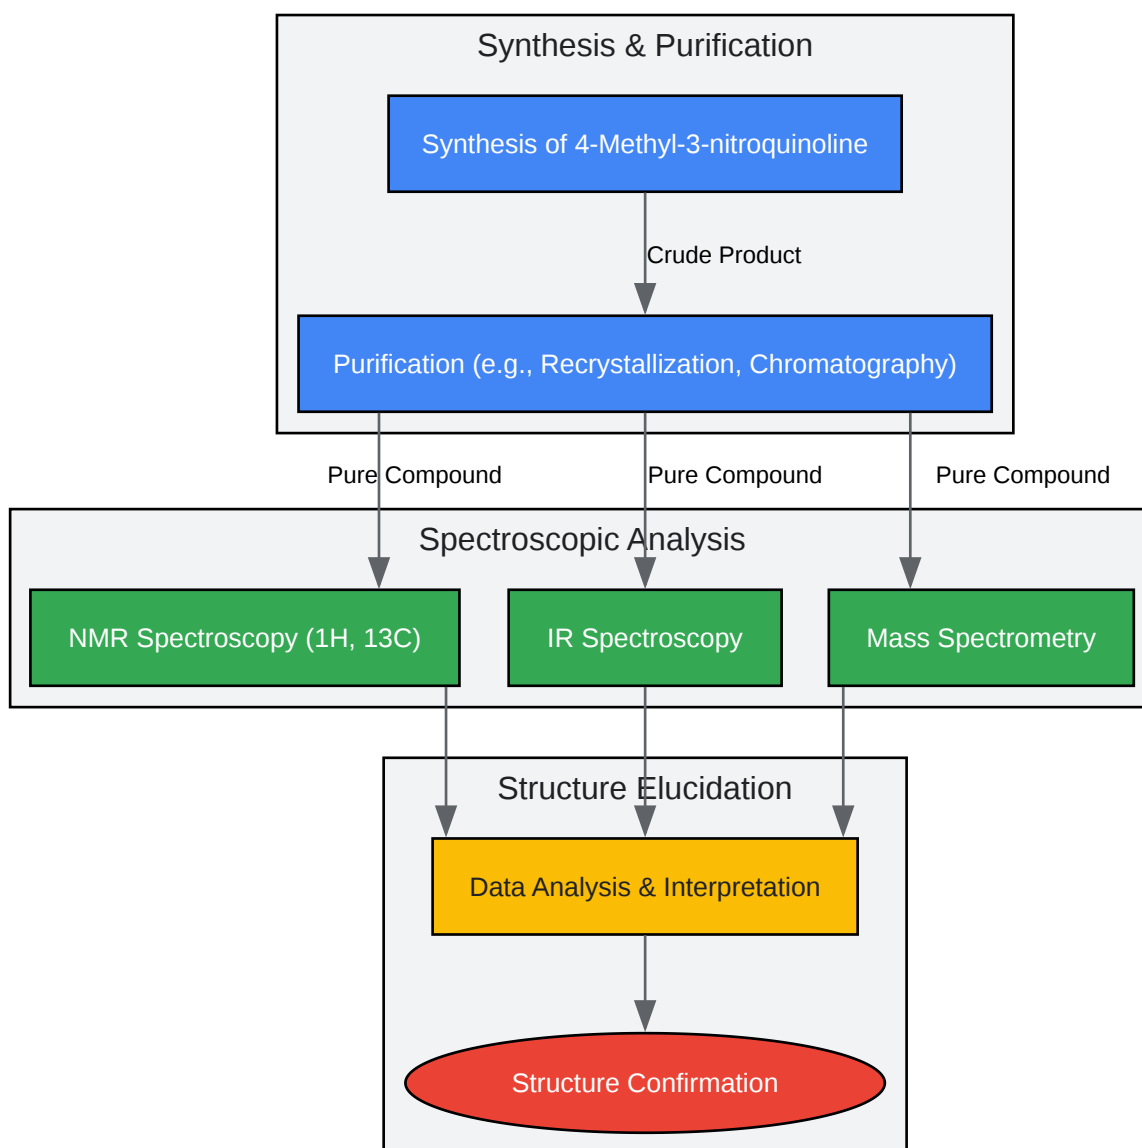 Synthesis & Purification
Synthesis of 4-Methyl-3-nitroquinoline
Crude Product
Purification (e.g., Recrystallization, Chromatography)
Pure Compound
Pure Compound
Pure Compound
Spectroscopic Analysis
NMR Spectroscopy (1H, 13C)
IR Spectroscopy
Mass Spectrometry
Structure Elucidation
Data Analysis & Interpretation
Structure Confirmation